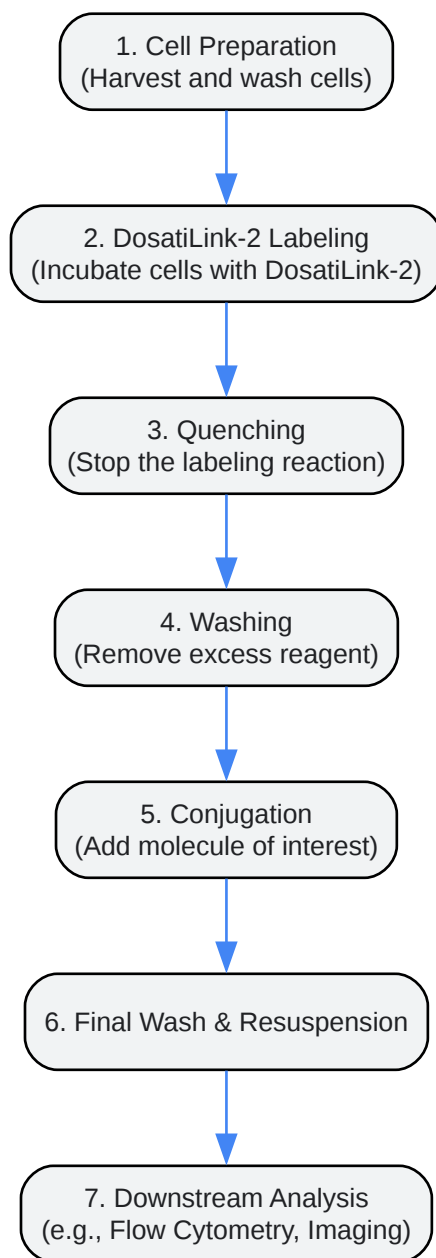 1. Cell Preparation
(Harvest and wash cells)
2. DosatiLink-2 Labeling
(Incubate cells with DosatiLink-2)
3. Quenching
(Stop the labeling reaction)
4. Washing
(Remove excess reagent)
5. Conjugation
(Add molecule of interest)
6. Final Wash & Resuspension
7. Downstream Analysis
(e.g., Flow Cytometry, Imaging)